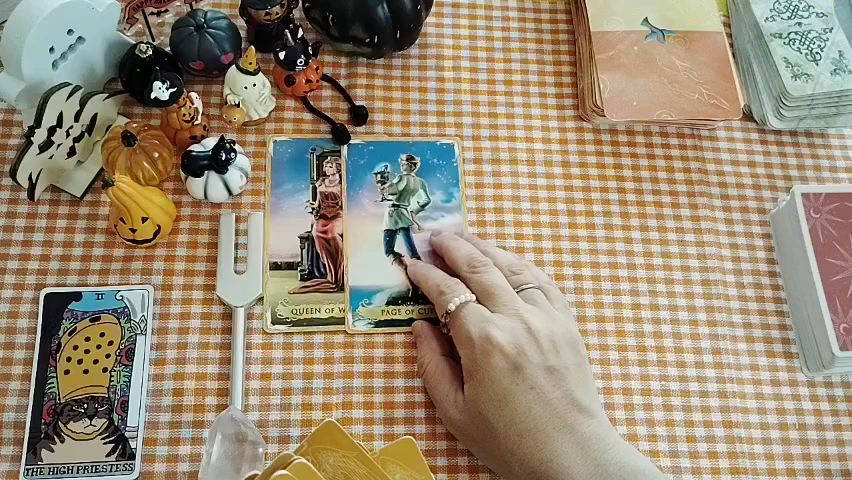 II
QUEEN OF W
PAGE OF CU
THE HIGH PRIESTESS